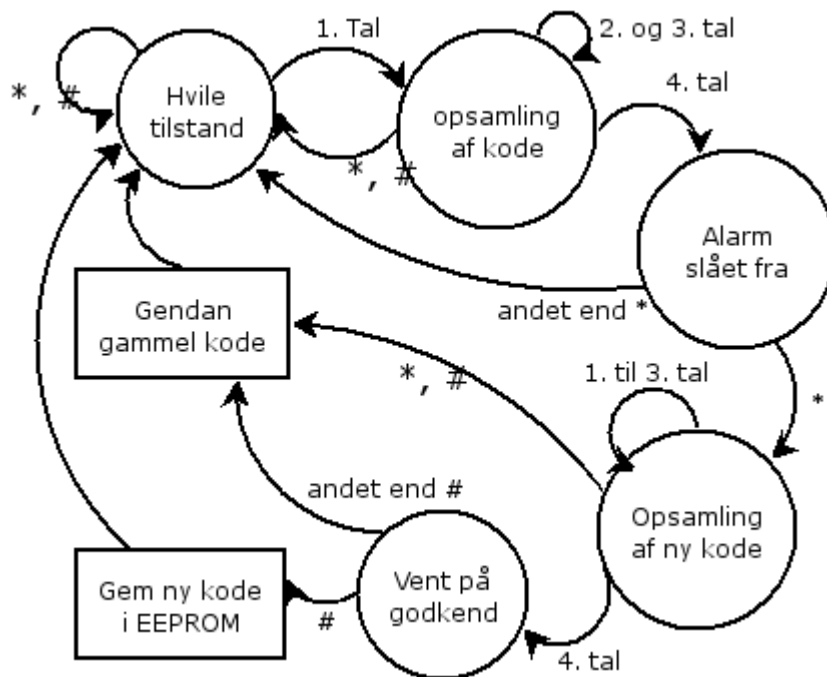 1. Tal
2. og 3. tal
*, #
Hvile
tilstand
opsamling
af kode
4. tal
*, #
Alarm
slået fra
Gendan
gammel kode
andet end *
*, #
1. til 3. tal
*
andet end #
Opsamling
af ny kode
Gem ny kode
i EEPROM
#
Vent på
godkend
4. tal